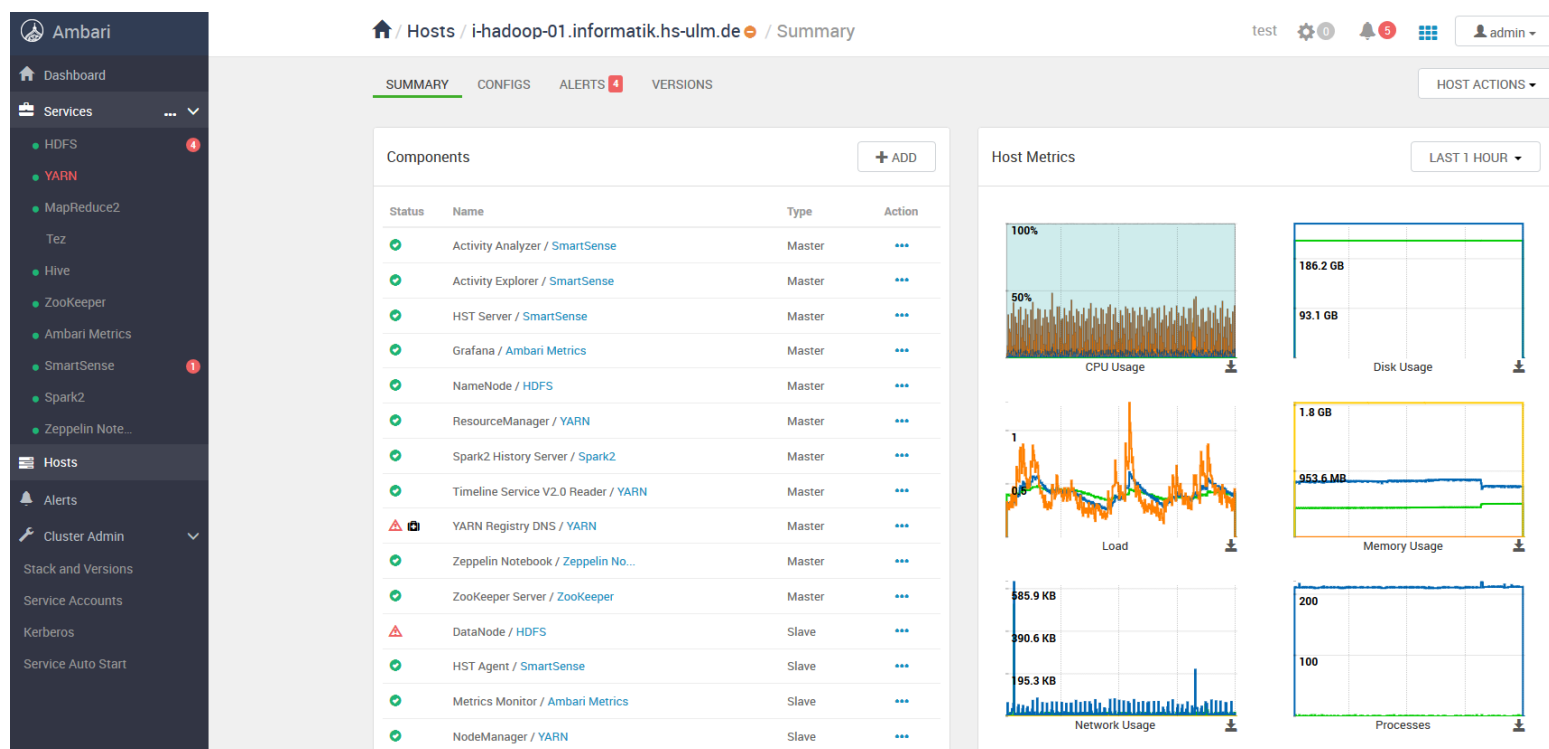 Ambari
Hosts / i-hadoop-01.informatik.hs-ulm.de / Summary
test 0 5 admin
Dashboard
Services ...
HDFS 4
YARN
MapReduce2
Tez
Hive
ZooKeeper
Ambari Metrics
SmartSense 1
Spark2
Zeppelin Note...
Hosts
Alerts
Cluster Admin
Stack and Versions
Service Accounts
Kerberos
Service Auto Start
SUMMARY CONFIGS ALERTS 4 VERSIONS
HOST ACTIONS
Components
+ ADD
Status Name Type Action
Activity Analyzer / SmartSense Master
Activity Explorer / SmartSense Master
HST Server / SmartSense Master
Grafana / Ambari Metrics Master
NameNode / HDFS Master
ResourceManager / YARN Master
Spark2 History Server / Spark2 Master
Timeline Service V2.0 Reader / YARN Master
YARN Registry DNS / YARN Master
Zeppelin Notebook / Zeppelin No... Master
ZooKeeper Server / ZooKeeper Master
DataNode / HDFS Slave
HST Agent / SmartSense Slave
Metrics Monitor / Ambari Metrics Slave
NodeManager / YARN Slave
Host Metrics
LAST 1 HOUR
100%
50%
CPU Usage
186.2 GB
93.1 GB
Disk Usage
1
0.5
Load
1.8 GB
953.6 MB
Memory Usage
585.9 KB
390.6 KB
195.3 KB
Network Usage
200
100
Processes